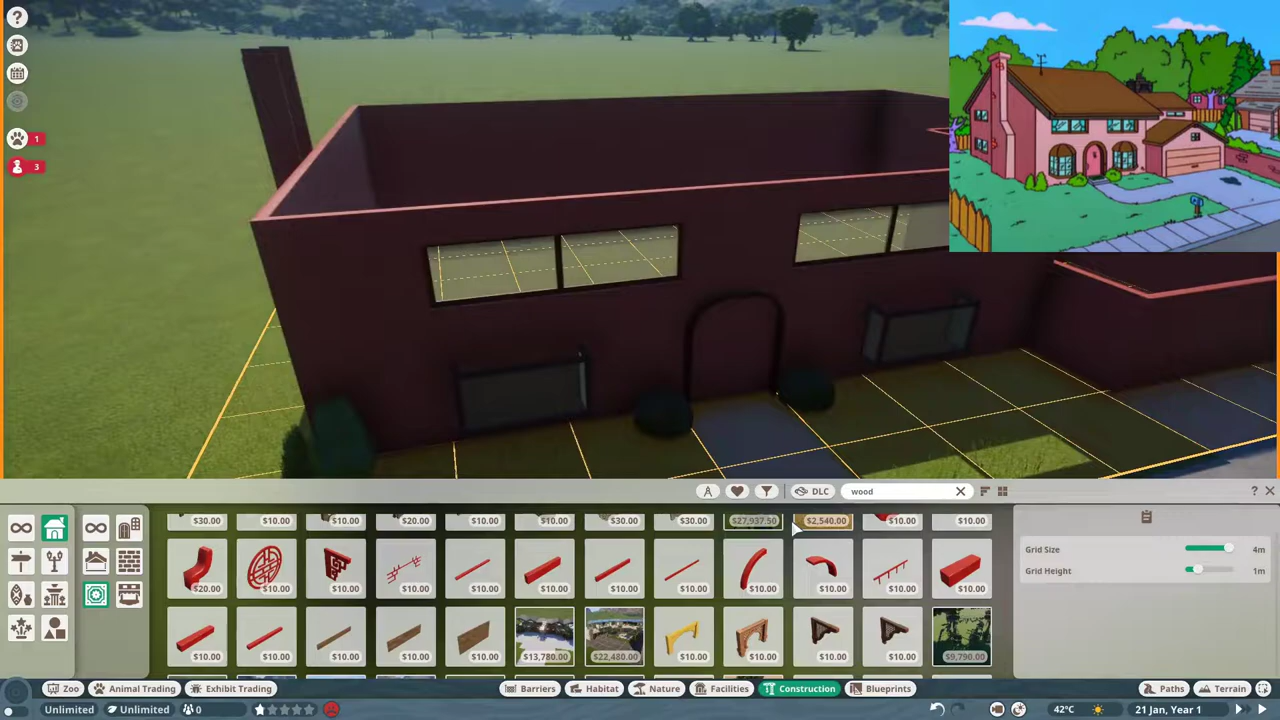 ?
1
3
DLC
wood
?
$30.00 $10.00 $20.00 $10.00 $10.00 $30.00 $10.00 $30.00 $27,937.50 $2,540.00 $10.00 $10.00
$20.00 $10.00 $10.00 $10.00 $10.00 $10.00 $10.00 $10.00 $10.00 $10.00 $10.00 $10.00
$10.00 $10.00 $10.00 $10.00 $10.00 $13,780.00 $22,480.00 $10.00 $10.00 $10.00 $10.00 $9,790.00
Grid Size 4m
Grid Height 1m
Zoo Animal Trading Exhibit Trading Barriers Habitat Nature Facilities Construction Blueprints Paths Terrain
Unlimited Unlimited 0 42°C 21 Jan, Year 1